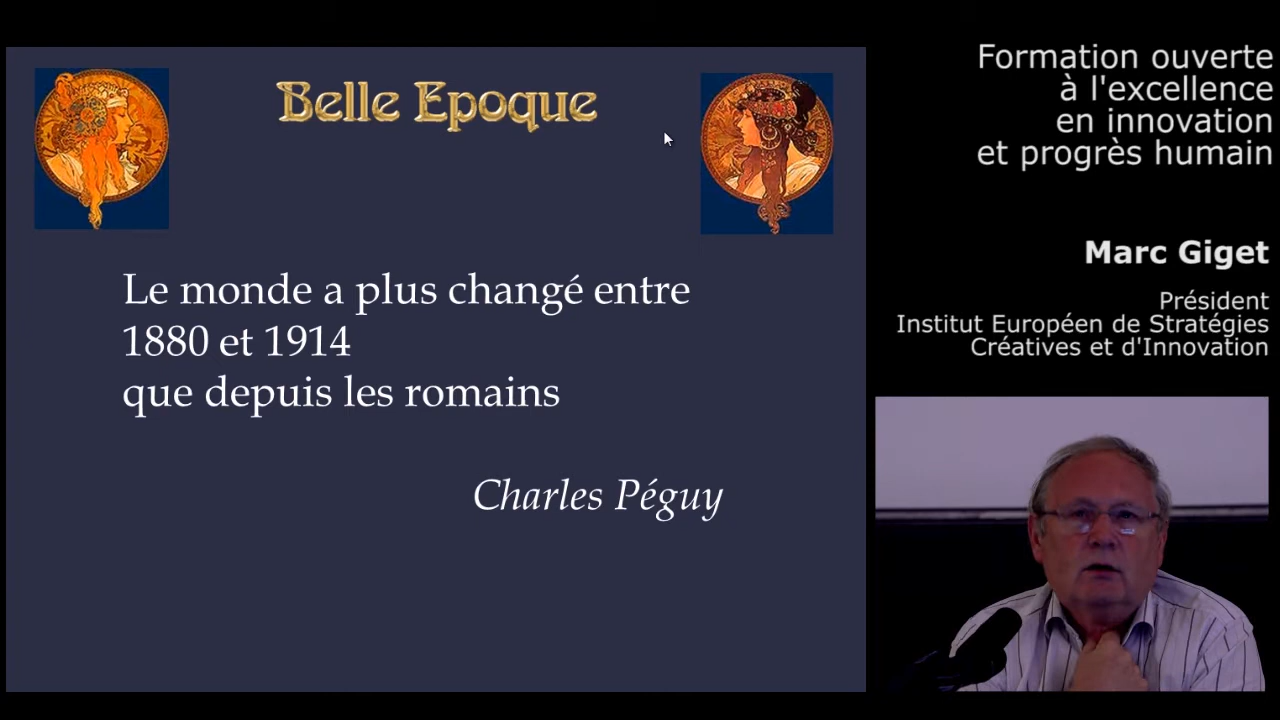 Belle Epoque
Le monde a plus changé entre
1880 et 1914
que depuis les romains
Charles Péguy
Formation ouverte
à l'excellence
en innovation
et progrès humain
Marc Giget
Président
Institut Européen de Stratégies
Créatives et d'Innovation